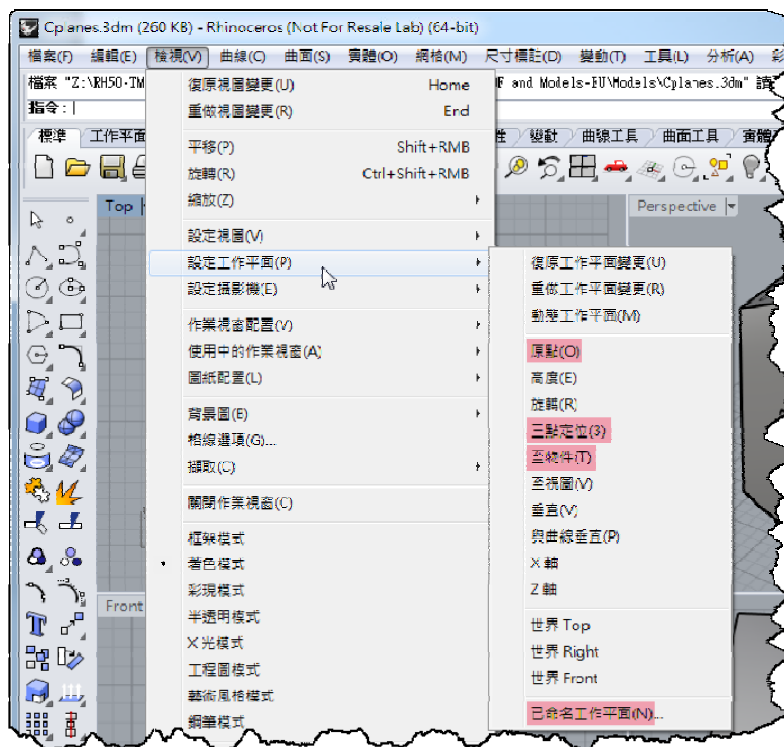 Cplanes.3dm (260 KB) - Rhinoceros (Not For Resale Lab) (64-bit)
檔案(F) 編輯(E) 檢視(V) 曲線(C) 曲面(S) 實體(O) 網格(M) 尺寸標註(D) 變動(T) 工具(L) 分析(A)
檔案 "Z:\RH50-TM
and Models-EU\Models\Cplanes.3dm"
指令:
標準 工作平面
變動 曲線工具 曲面工具 實體
Top
Perspective
復原視圖變更(U) Home
重做視圖變更(R) End
平移(P) Shift+RMB
旋轉(R) Ctrl+Shift+RMB
縮放(Z)
設定視圖(V)
設定工作平面(P)
設定攝影機(E)
作業視窗配置(V)
使用中的作業視窗(A)
圖紙配置(L)
背景圖(E)
格線選項(G)...
擷取(C)
關閉作業視窗(C)
框架模式
著色模式
彩現模式
半透明模式
X光模式
工程圖模式
藝術風格模式
鋼筆模式
復原工作平面變更(U)
重做工作平面變更(R)
動態工作平面(M)
原點(O)
高度(E)
旋轉(R)
三點定位(3)
至物件(T)
至視圖(V)
垂直(V)
與曲線垂直(P)
X 軸
Z 軸
世界 Top
世界 Right
世界 Front
已命名工作平面(N)...
Front